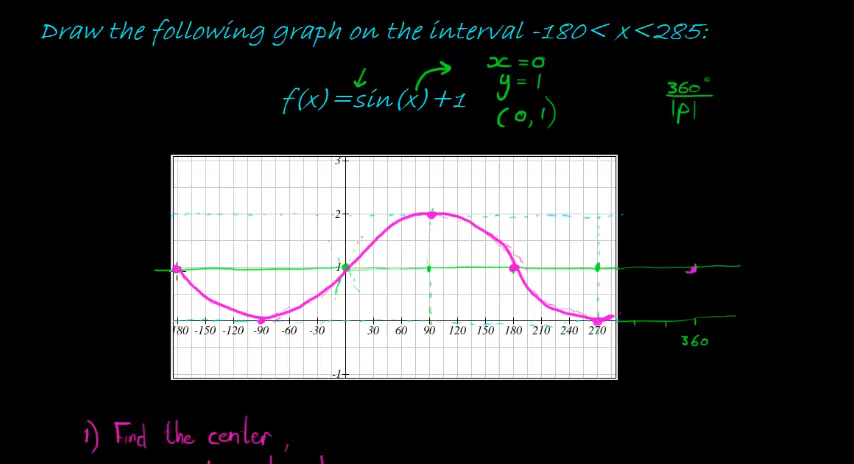 Draw the following graph on the interval -180< x<285:
f(x)=sin(x)+1
x=0
y=1
(0,1)
360°
|p|
3
2
1
180 -150 -120 -90 -60 -30 30 60 90 120 150 180 210 240 270
360
-1
1) Find the center,